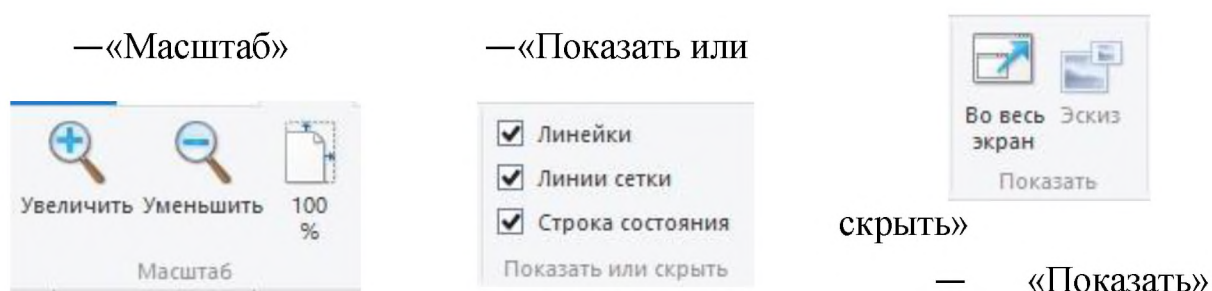 —«Масштаб»
Увеличить Уменьшить 100
%
Масштаб
—«Показать или
Линейки
Линии сетки
Строка состояния
Показать или скрыть
Во весь Эскиз
экран
Показать
скрыть»
— «Показать»